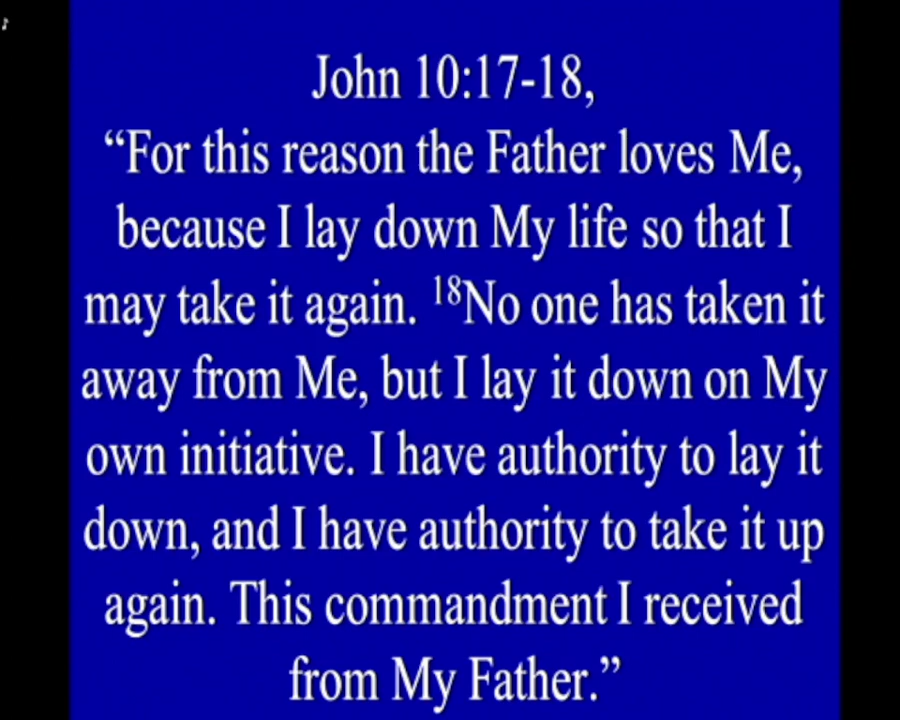 John 10:17-18,
“For this reason the Father loves Me,
because I lay down My life so that I
may take it again. ¹⁸No one has taken it
away from Me, but I lay it down on My
own initiative. I have authority to lay it
down, and I have authority to take it up
again. This commandment I received
from My Father.”